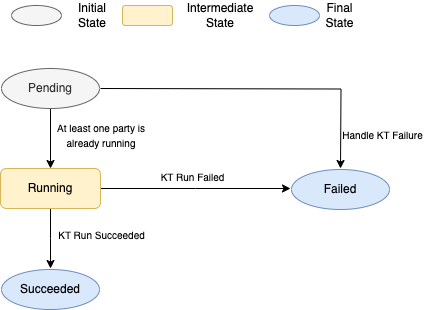 Initial
State
Intermediate
State
Final
State
Pending
At least one party is
already running
Handle KT Failure
Running
KT Run Failed
Failed
KT Run Succeeded
Succeeded